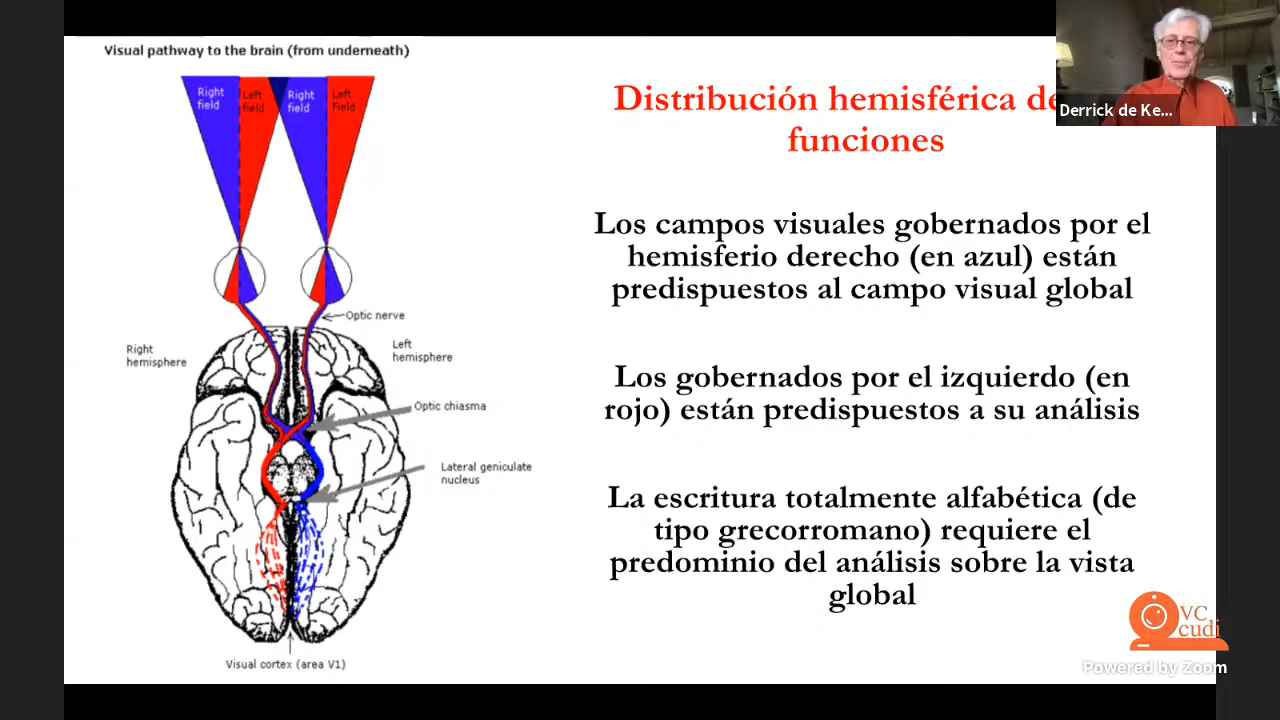 Visual pathway to the brain (from underneath)
Right
field
Left
field
Right
field
Left
Field
Optic nerve
Right
hemisphere
Left
hemisphere
Optic chiasma
Lateral geniculate
nucleus
Visual cortex (area V1)
Distribución hemisférica de
funciones
Los campos visuales gobernados por el
hemisferio derecho (en azul) están
predispuestos al campo visual global
Los gobernados por el izquierdo (en
rojo) están predispuestos a su análisis
La escritura totalmente alfabética (de
tipo grecorromano) requiere el
predominio del análisis sobre la vista
global
Derrick de Ke...
VC
cudi
Powered by Zoom